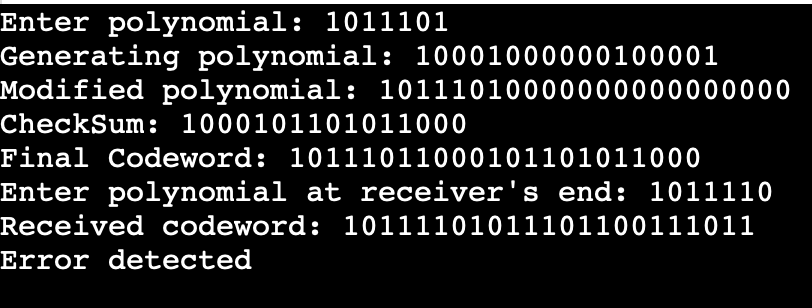 Enter polynomial: 1011101
Generating polynomial: 10001000000100001
Modified polynomial: 10111010000000000000000
CheckSum: 1000101101011000
Final Codeword: 10111011000101101011000
Enter polynomial at receiver's end: 1011110
Received codeword: 10111101011101100111011
Error detected